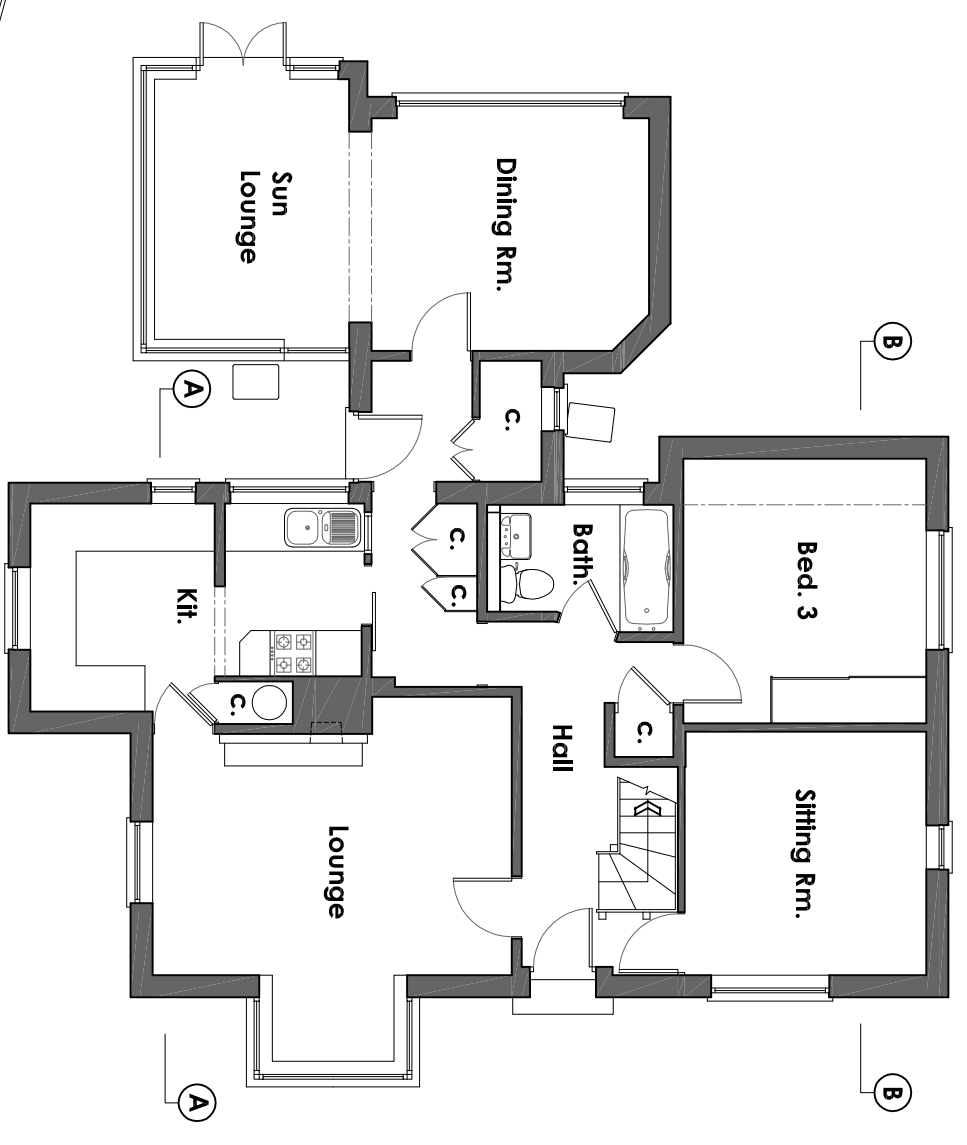 Sun
Lounge
Dining Rm.
B
A
C.
Bath.
Bed. 3
C.
C.
Kit.
C.
C.
Hall
Lounge
Sitting Rm.
A
B